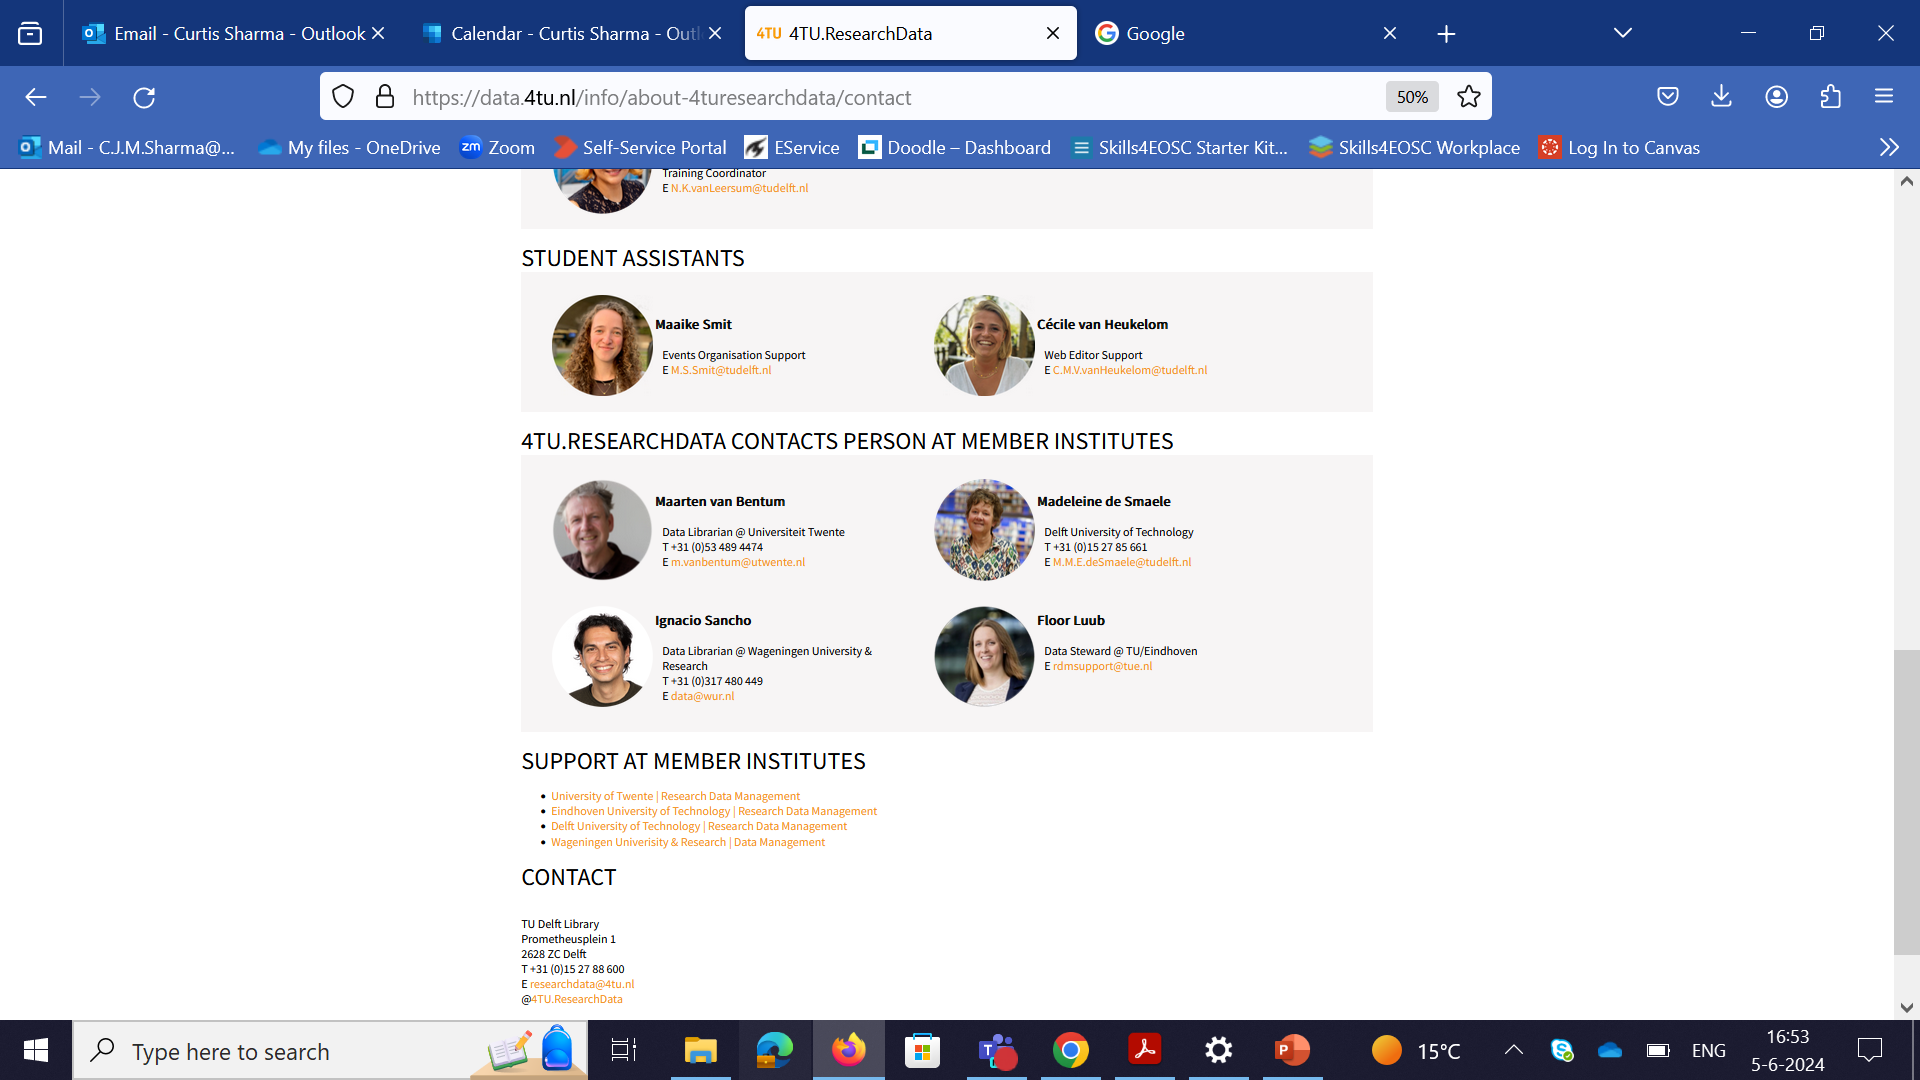 Email - Curtis Sharma - Outlook
Calendar - Curtis Sharma - Outl
4TU 4TU.ResearchData
Google
https://data.4tu.nl/info/about-4turesearchdata/contact
50%
Mail - C.J.M.Sharma@...
My files - OneDrive
zm Zoom
Self-Service Portal
EService
Doodle – Dashboard
Skills4EOSC Starter Kit...
Skills4EOSC Workplace
Log In to Canvas
Training Coordinator
E N.K.vanLeersum@tudelft.nl
STUDENT ASSISTANTS
Maaike Smit
Events Organisation Support
E M.S.Smit@tudelft.nl
Cécile van Heukelom
Web Editor Support
E C.M.V.vanHeukelom@tudelft.nl
4TU.RESEARCHDATA CONTACTS PERSON AT MEMBER INSTITUTES
Maarten van Bentum
Data Librarian @ Universiteit Twente
T +31 (0)53 489 4474
E m.vanbentum@utwente.nl
Madeleine de Smaele
Delft University of Technology
T +31 (0)15 27 85 661
E M.M.E.deSmaele@tudelft.nl
Ignacio Sancho
Data Librarian @ Wageningen University &
Research
T +31 (0)317 480 449
E data@wur.nl
Floor Luub
Data Steward @ TU/Eindhoven
E rdmsupport@tue.nl
SUPPORT AT MEMBER INSTITUTES
• University of Twente | Research Data Management
• Eindhoven University of Technology | Research Data Management
• Delft University of Technology | Research Data Management
• Wageningen Univerisity & Research | Data Management
CONTACT
TU Delft Library
Prometheusplein 1
2628 ZC Delft
T +31 (0)15 27 88 600
E researchdata@4tu.nl
@4TU.ResearchData
Type here to search
15°C
ENG
16:53
5-6-2024